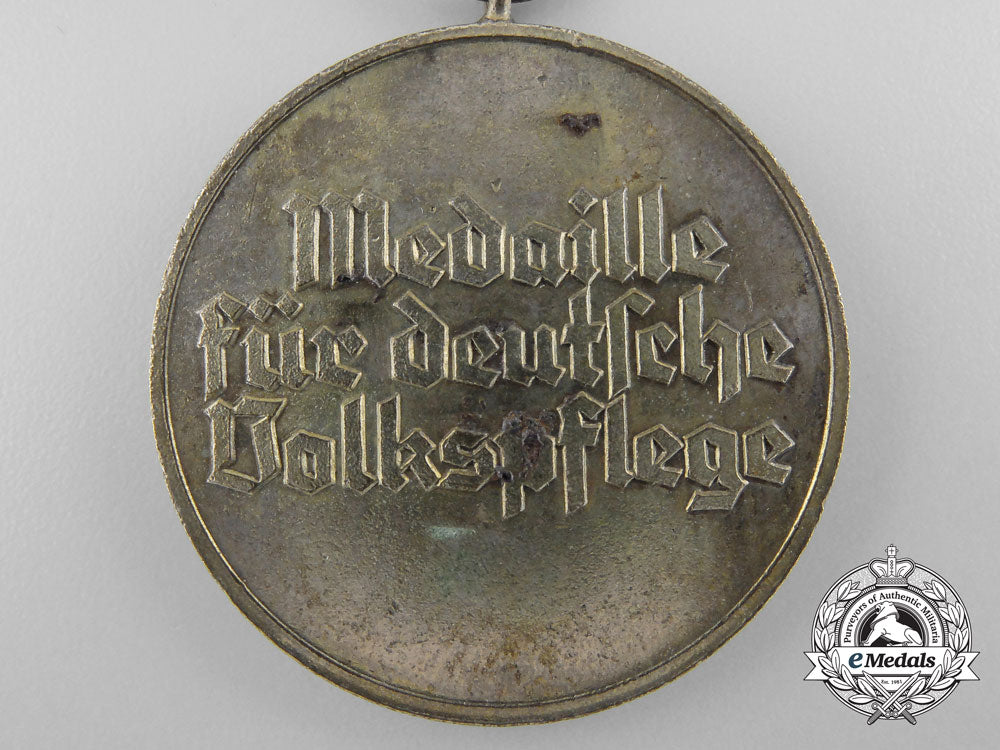 Medaille
für deutſche
Volkspflege
Purveyors of Authentic Militaria
eMedals
Est. 1981